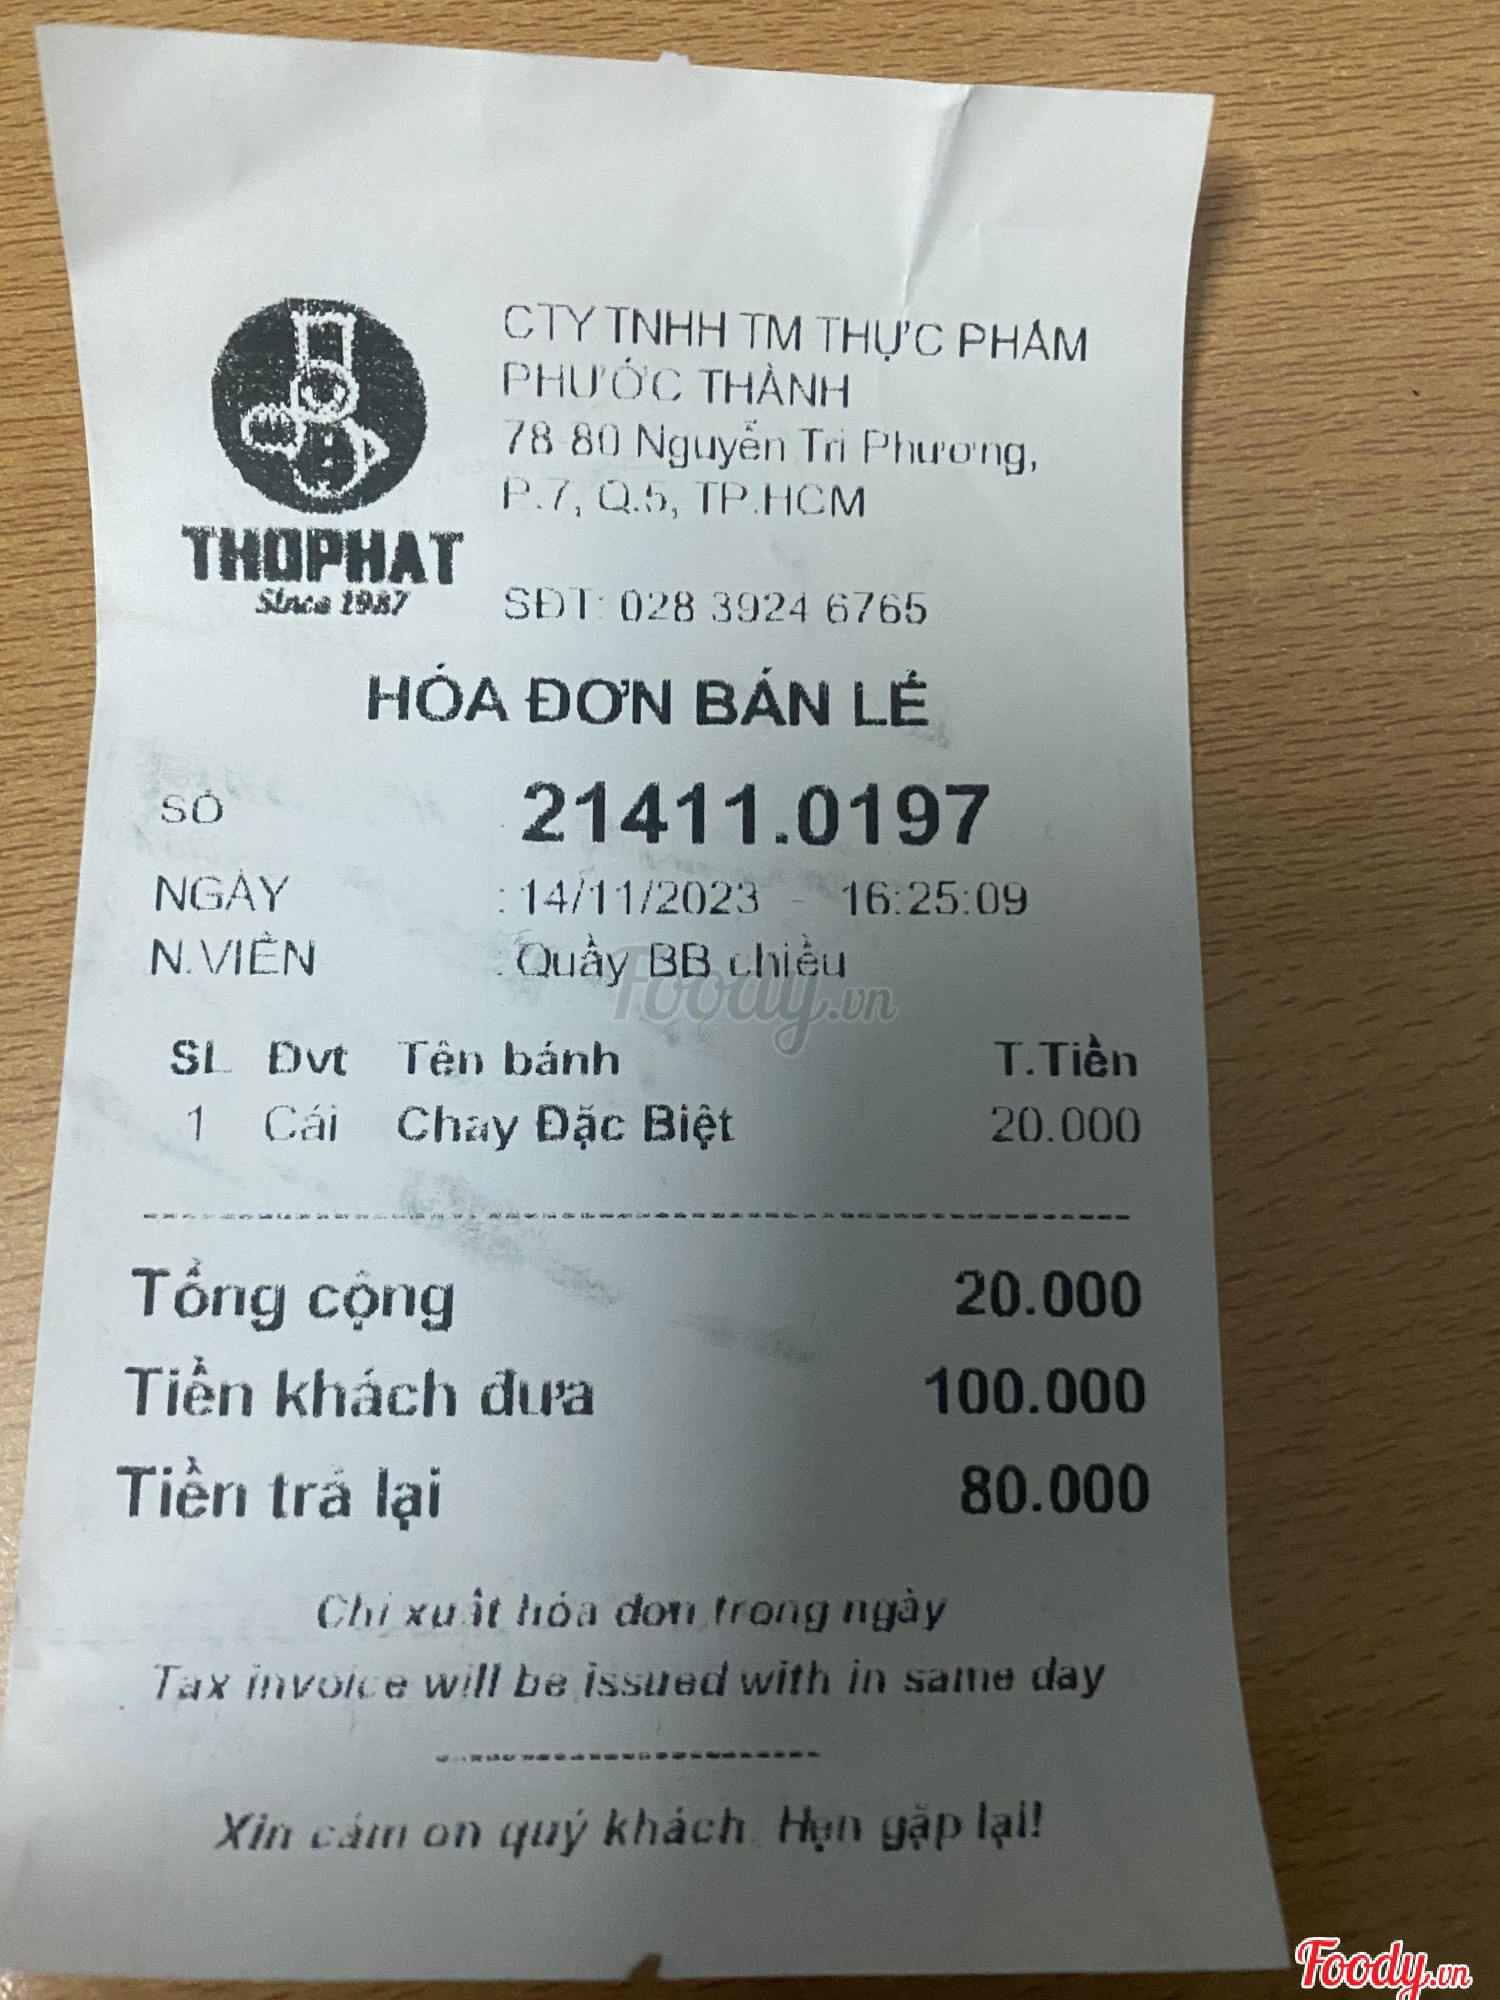 CTY TNHH TM THỰC PHẨM
PHƯỚC THÀNH
78-80 Nguyễn Tri Phương,
P.7, Q.5, TP.HCM
THOPHAT
Since 1987
SĐT: 028 3924 6765
HÓA ĐƠN BÁN LẺ
SỐ : 21411.0197
NGÀY : 14/11/2023 - 16:25:09
N.VIÊN : Quầy BB chiều
Foody.vn
SL Đvt Tên bánh T.Tiền
1 Cái Chay Đặc Biệt 20.000
Tổng cộng 20.000
Tiền khách đưa 100.000
Tiền trả lại 80.000
Chỉ xuất hóa đơn trong ngày
Tax invoice will be issued with in same day
Xin cám ơn quý khách. Hẹn gặp lại!
Foody.vn